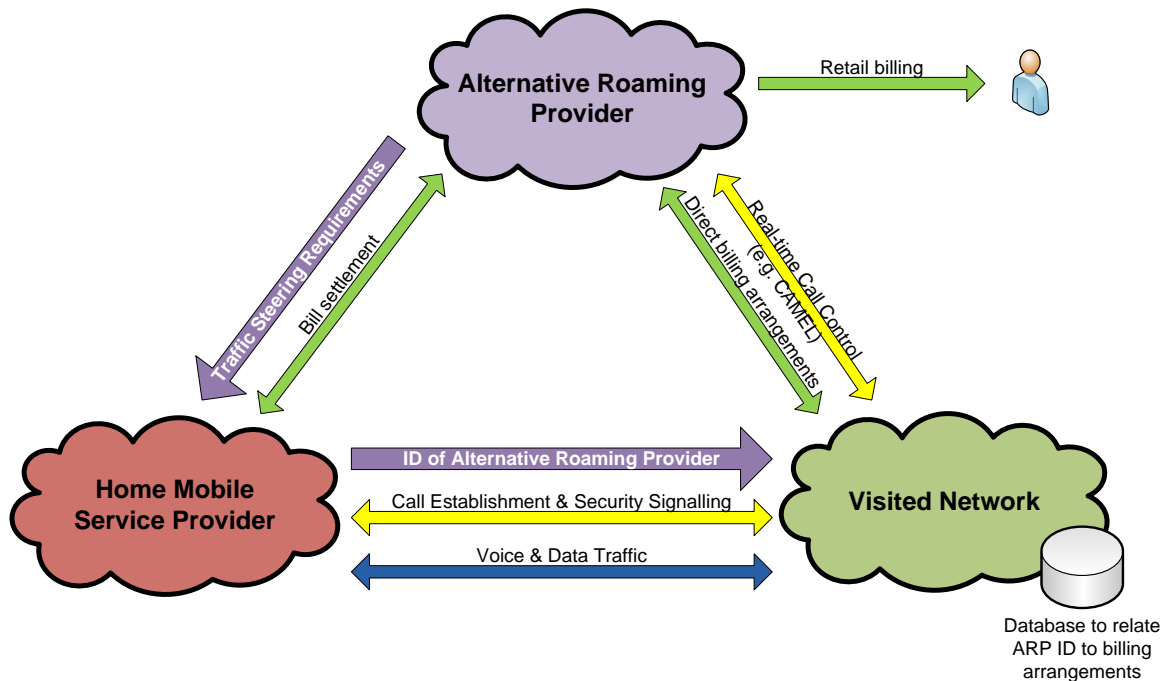 Alternative Roaming
Provider
Retail billing
Traffic Steering Requirements
Bill settlement
Direct billing arrangements
Real-time Call Control
(e.g. CAMEL)
Home Mobile
Service Provider
ID of Alternative Roaming Provider
Call Establishment & Security Signalling
Voice & Data Traffic
Visited Network
Database to relate
ARP ID to billing
arrangements